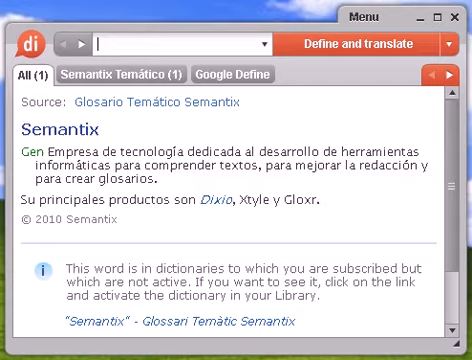 Menu
di
Define and translate
All (1)
Semantix Temático (1)
Google Define
Source: Glosario Temático Semantix
Semantix
Gen Empresa de tecnología dedicada al desarrollo de herramientas
informáticas para comprender textos, para mejorar la redacción y
para crear glosarios.
Su principales productos son Dixio, Xtyle y Gloxr.
© 2010 Semantix
i
This word is in dictionaries to which you are subscribed but
which are not active. If you want to see it, click on the link
and activate the dictionary in your Library.
"Semantix" - Glossari Temàtic Semantix